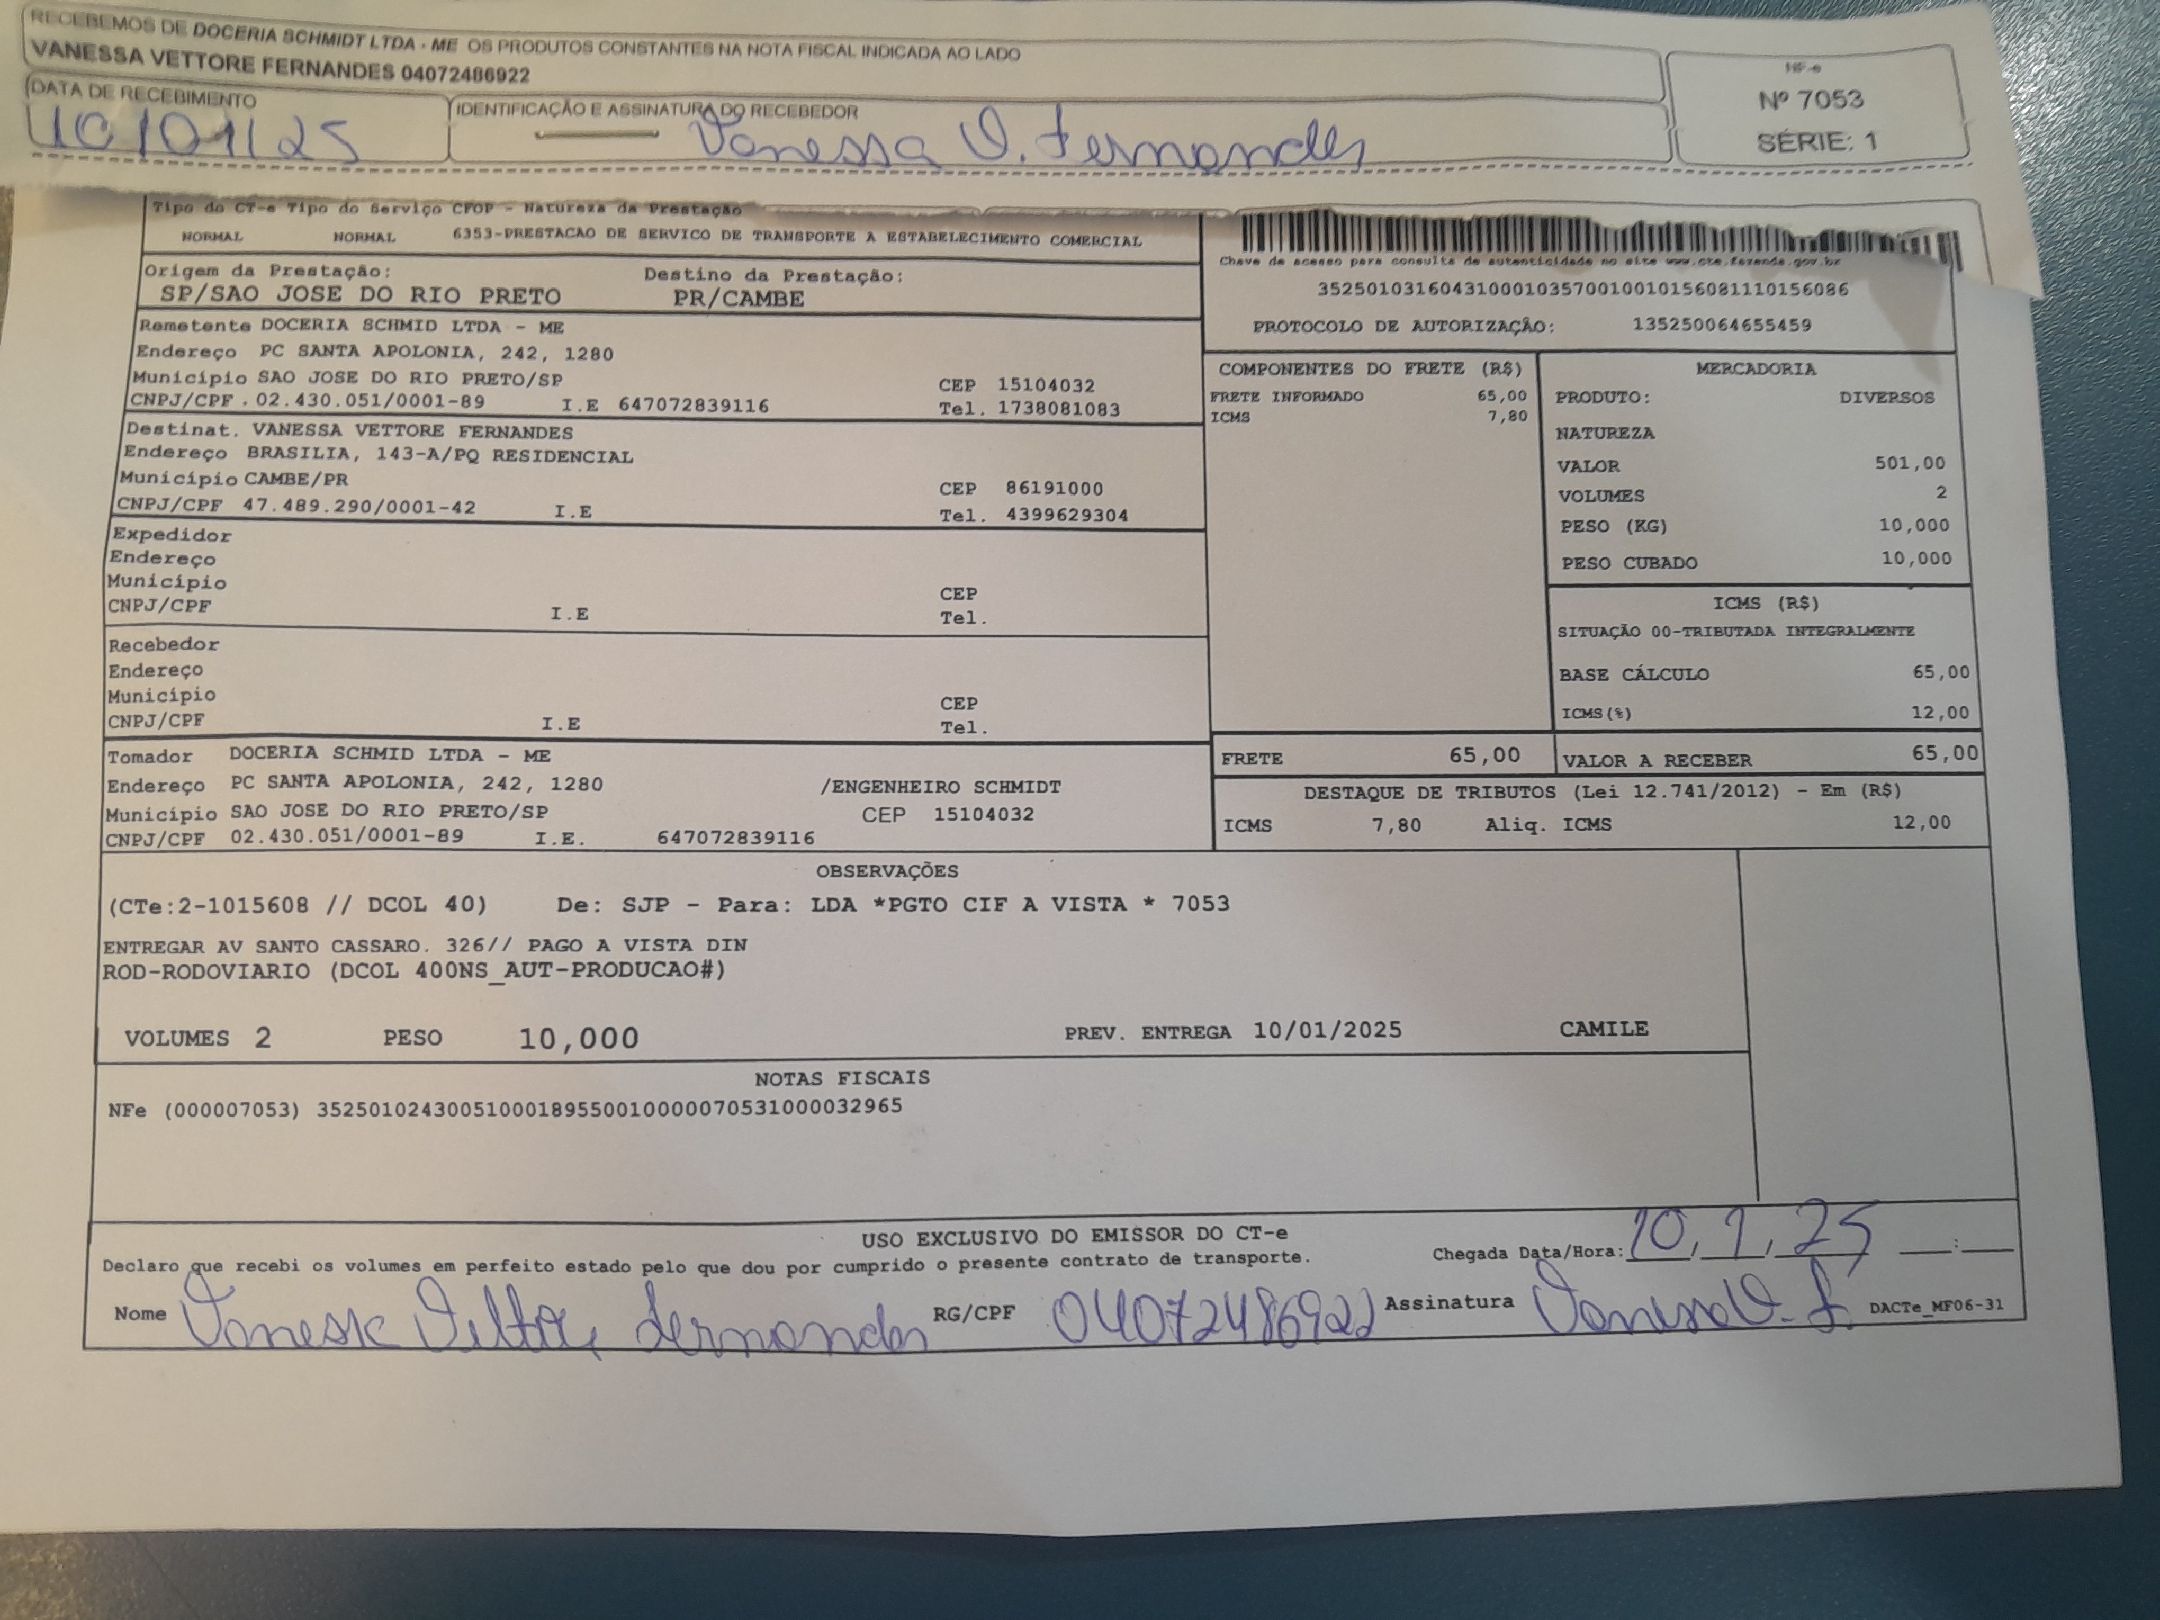 RECEBEMOS DE DOCERIA SCHMIDT LTDA - ME OS PRODUTOS CONSTANTES NA NOTA FISCAL INDICADA AO LADO
VANESSA VETTORE FERNANDES 04072486922
NF-e
Nº 7053
SÉRIE: 1
DATA DE RECEBIMENTO
10/01/25
IDENTIFICAÇÃO E ASSINATURA DO RECEBEDOR
Vanessa V. Fernandes
Tipo do CT-e Tipo do Serviço CFOP - Natureza da Prestação
NORMAL NORMAL 6353-PRESTACAO DE SERVICO DE TRANSPORTE A ESTABELECIMENTO COMERCIAL
Origem da Prestação: Destino da Prestação:
SP/SAO JOSE DO RIO PRETO PR/CAMBE
Chave de acesso para consulta de autenticidade no site www.cte.fazenda.gov.br
35250103160431000103570010010156081110156086
PROTOCOLO DE AUTORIZAÇÃO: 135250064655459
Remetente DOCERIA SCHMID LTDA - ME
Endereço PC SANTA APOLONIA, 242, 1280
Município SAO JOSE DO RIO PRETO/SP CEP 15104032
CNPJ/CPF . 02.430.051/0001-89 I.E 647072839116 Tel. 1738081083
Destinat. VANESSA VETTORE FERNANDES
Endereço BRASILIA, 143-A/PQ RESIDENCIAL
Município CAMBE/PR CEP 86191000
CNPJ/CPF 47.489.290/0001-42 I.E Tel. 4399629304
Expedidor
Endereço
Município CEP
CNPJ/CPF I.E Tel.
Recebedor
Endereço
Município CEP
CNPJ/CPF I.E Tel.
Tomador DOCERIA SCHMID LTDA - ME
Endereço PC SANTA APOLONIA, 242, 1280 /ENGENHEIRO SCHMIDT
Município SAO JOSE DO RIO PRETO/SP CEP 15104032
CNPJ/CPF 02.430.051/0001-89 I.E. 647072839116
COMPONENTES DO FRETE (R$)
FRETE INFORMADO 65,00
ICMS 7,80
MERCADORIA
PRODUTO: DIVERSOS
NATUREZA
VALOR 501,00
VOLUMES 2
PESO (KG) 10,000
PESO CUBADO 10,000
ICMS (R$)
SITUAÇÃO 00-TRIBUTADA INTEGRALMENTE
BASE CÁLCULO 65,00
ICMS(%) 12,00
FRETE 65,00 VALOR A RECEBER 65,00
DESTAQUE DE TRIBUTOS (Lei 12.741/2012) - Em (R$)
ICMS 7,80 Aliq. ICMS 12,00
OBSERVAÇÕES
(CTe:2-1015608 // DCOL 40) De: SJP - Para: LDA *PGTO CIF A VISTA * 7053
ENTREGAR AV SANTO CASSARO. 326// PAGO A VISTA DIN
ROD-RODOVIARIO (DCOL 400NS_AUT-PRODUCAO#)
VOLUMES 2 PESO 10,000 PREV. ENTREGA 10/01/2025 CAMILE
NOTAS FISCAIS
NFe (000007053) 35250102430051000189550010000070531000032965
USO EXCLUSIVO DO EMISSOR DO CT-e
Declaro que recebi os volumes em perfeito estado pelo que dou por cumprido o presente contrato de transporte. Chegada Data/Hora: 10, 1, 25 __:__
Nome Vanessa Vettore Fernandes RG/CPF 04072486922 Assinatura Vanessa V. F. DACTe_MF06-31